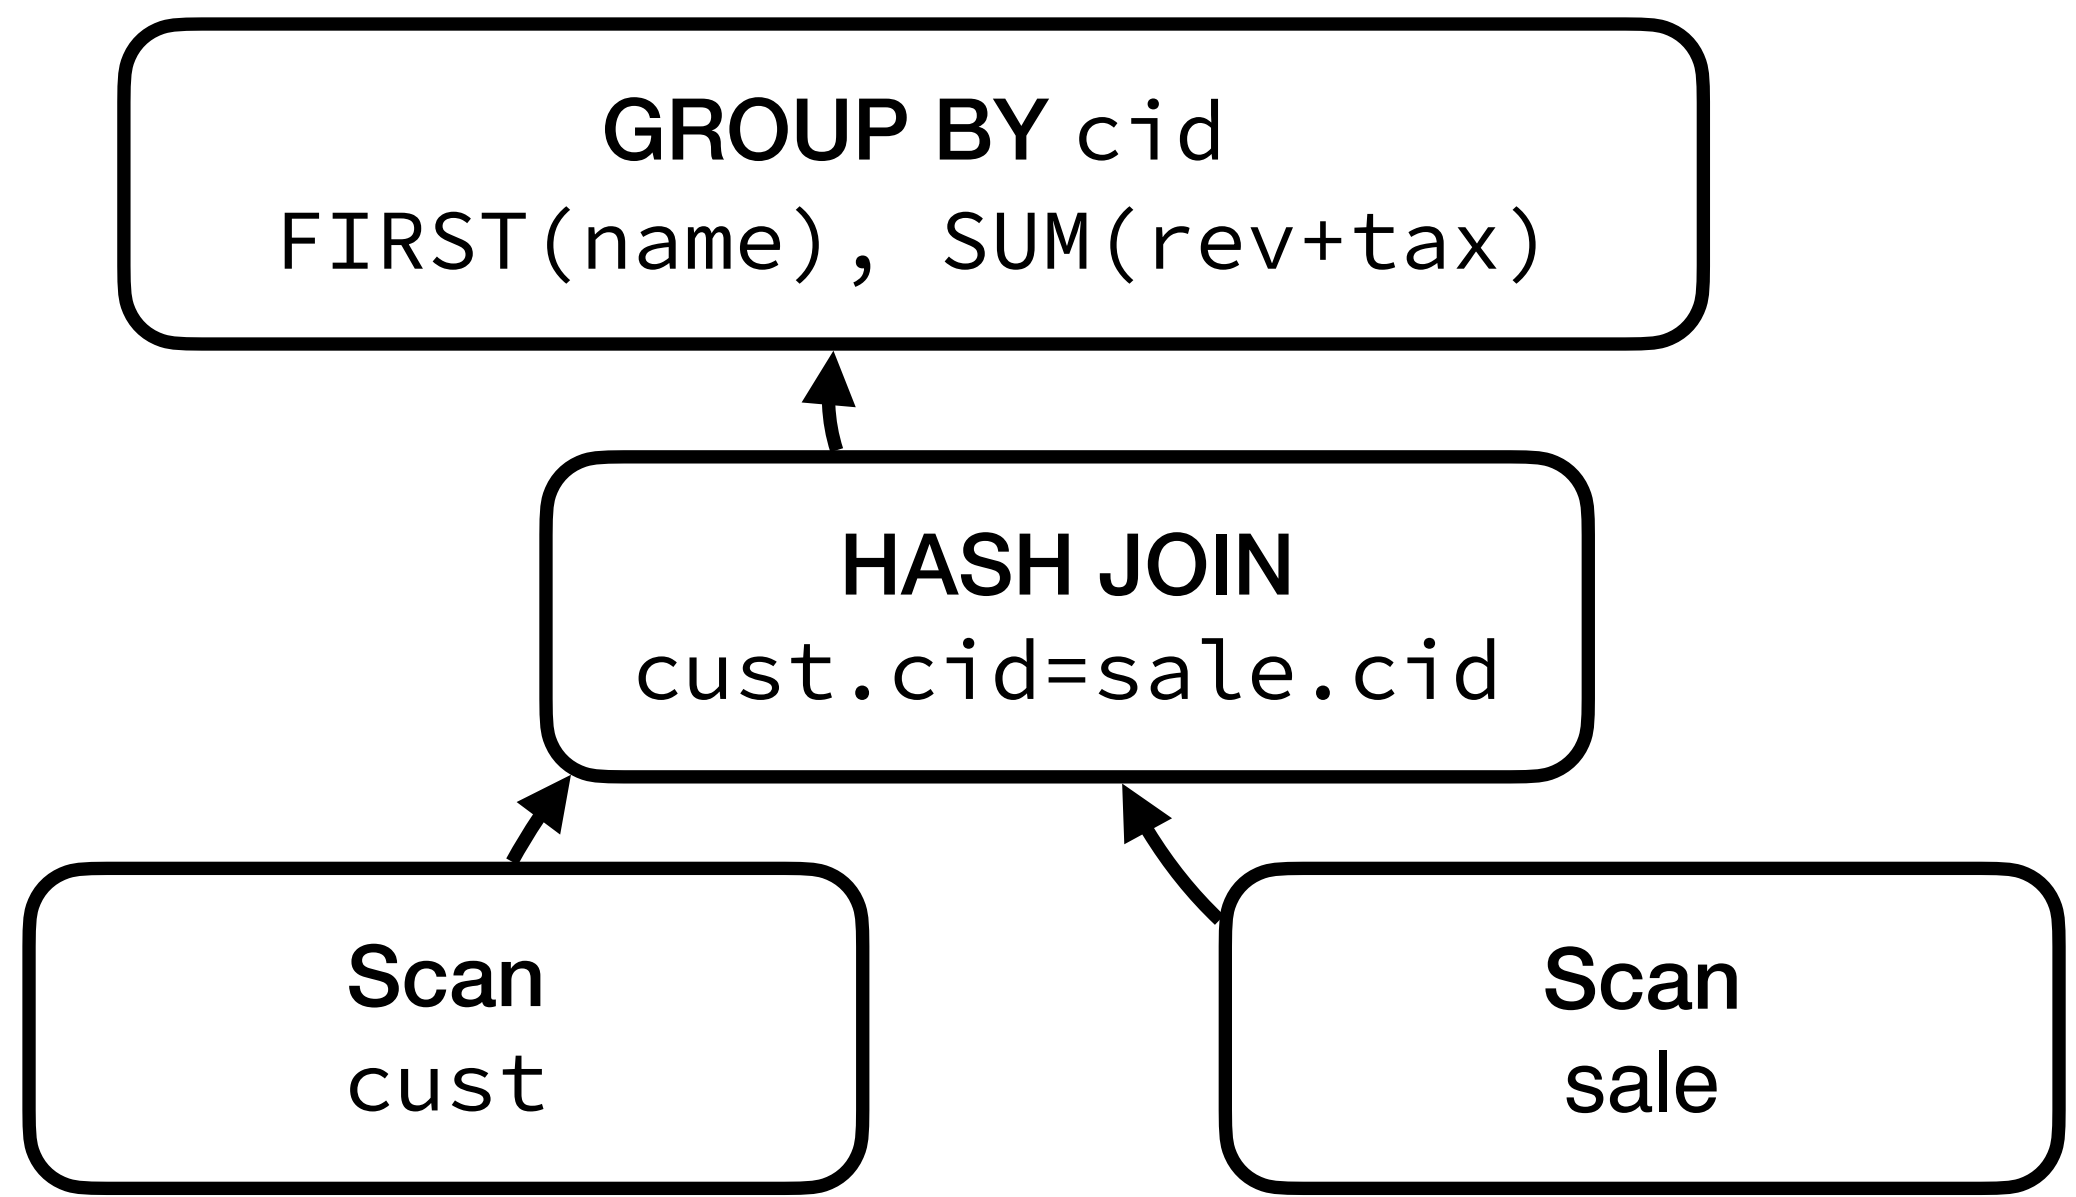 GROUP BY cid
FIRST(name), SUM(rev+tax)
HASH JOIN
cust.cid=sale.cid
Scan
cust
Scan
sale